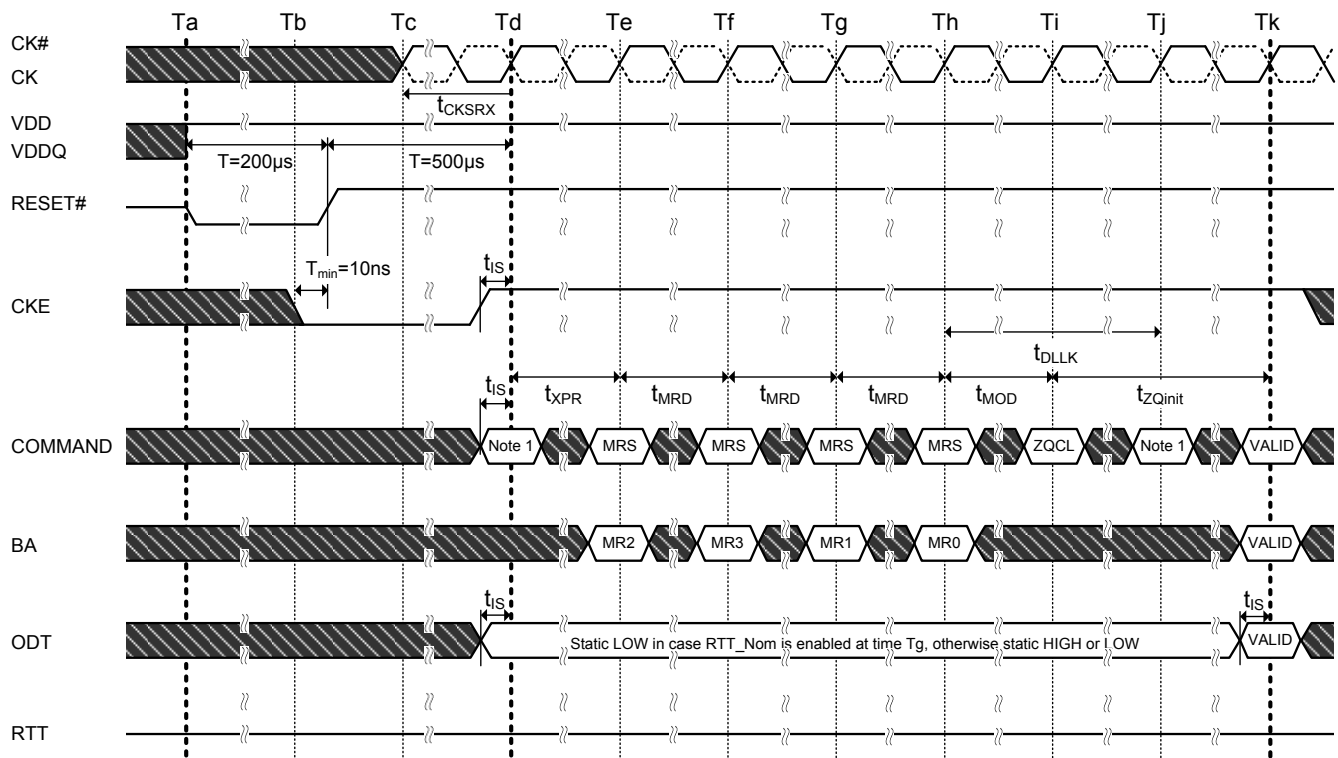 Ta Tb Tc Td Te Tf Tg Th Ti Tj Tk
CK#
CK
tCKSRX
VDD
VDDQ
T=200µs T=500µs
RESET#
Tmin=10ns tIS
CKE
tDLLK
tIS tXPR tMRD tMRD tMRD tMOD tZQinit
COMMAND Note 1 MRS MRS MRS MRS ZQCL Note 1 VALID
BA MR2 MR3 MR1 MR0 VALID
tIS tIS
ODT Static LOW in case RTT_Nom is enabled at time Tg, otherwise static HIGH or LOW VALID
RTT